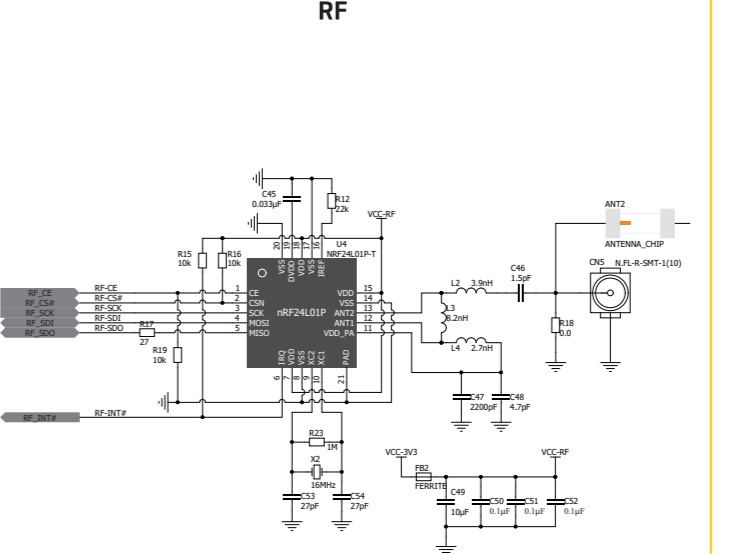 RF
C45
0.033µF
R12
22k
VCC-RF
U4
NRF24L01P-T
R15
10k
R16
10k
20
19
18
17
16
VSS
DVDD
VDD
VSS
IREF
RF_CE
RF_CS#
RF_SCK
RF_SDI
RF_SDO
RF-CE
RF-CS#
RF-SCK
RF-SDI
RF-SDO
R17
27
R19
10k
1
2
3
4
5
CE
CSN
SCK
MOSI
MISO
nRF24L01P
VDD
VSS
ANT2
ANT1
VDD_PA
15
14
13
12
11
IRQ
VDD
VSS
XC2
XC1
PAD
6
7
8
9
10
21
RF_INT#
RF-INT#
L2 3.9nH
L3
8.2nH
L4 2.7nH
C46
1.5pF
ANT2
ANTENNA_CHIP
CN5 N.FL-R-SMT-1(10)
R18
0.0
C47
2200pF
C48
4.7pF
R23
1M
X2
16MHz
C53
27pF
C54
27pF
VCC-3V3
FB2
FERRITE
VCC-RF
C49
10µF
C50
0.1µF
C51
0.1µF
C52
0.1µF